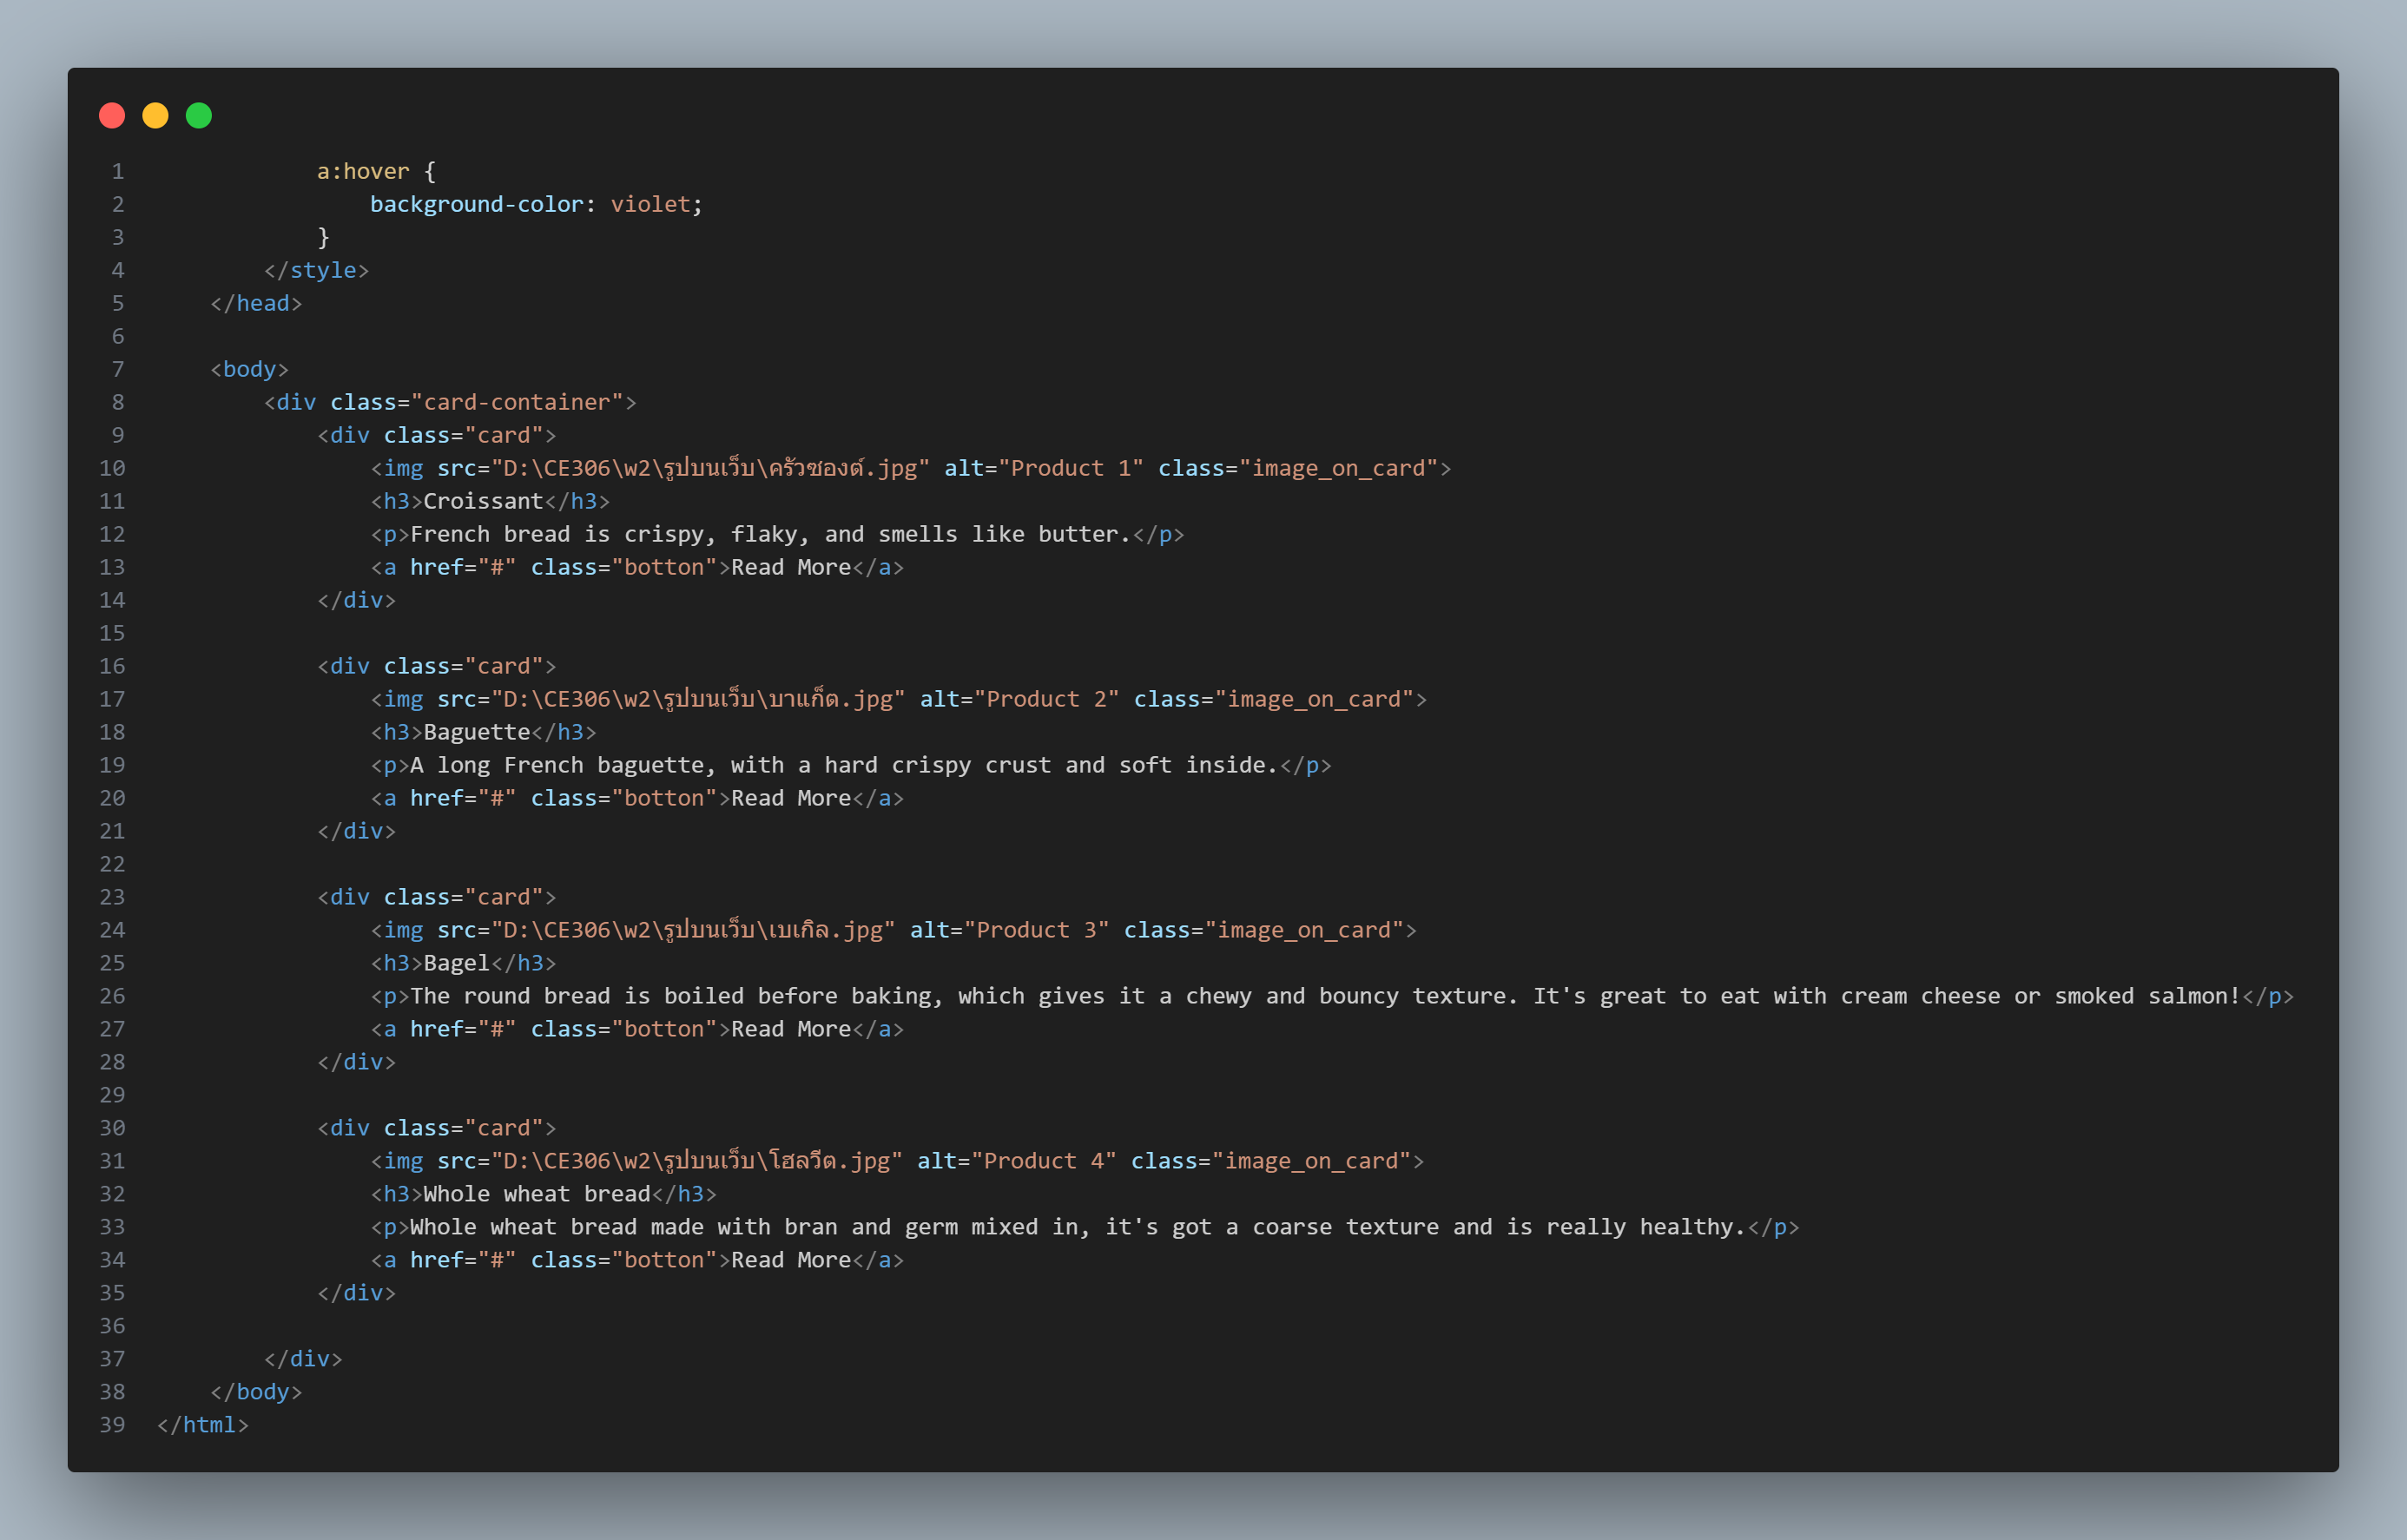 1 a:hover {
2 background-color: violet;
3 }
4 </style>
5 </head>
6
7 <body>
8 <div class="card-container">
9 <div class="card">
10 <img src="D:\CE306\w2\รูปบนเว็บ\ครัวซองต์.jpg" alt="Product 1" class="image_on_card">
11 <h3>Croissant</h3>
12 <p>French bread is crispy, flaky, and smells like butter.</p>
13 <a href="#" class="botton">Read More</a>
14 </div>
15
16 <div class="card">
17 <img src="D:\CE306\w2\รูปบนเว็บ\บาแก็ต.jpg" alt="Product 2" class="image_on_card">
18 <h3>Baguette</h3>
19 <p>A long French baguette, with a hard crispy crust and soft inside.</p>
20 <a href="#" class="botton">Read More</a>
21 </div>
22
23 <div class="card">
24 <img src="D:\CE306\w2\รูปบนเว็บ\เบเกิล.jpg" alt="Product 3" class="image_on_card">
25 <h3>Bagel</h3>
26 <p>The round bread is boiled before baking, which gives it a chewy and bouncy texture. It's great to eat with cream cheese or smoked salmon!</p>
27 <a href="#" class="botton">Read More</a>
28 </div>
29
30 <div class="card">
31 <img src="D:\CE306\w2\รูปบนเว็บ\โฮลวีต.jpg" alt="Product 4" class="image_on_card">
32 <h3>Whole wheat bread</h3>
33 <p>Whole wheat bread made with bran and germ mixed in, it's got a coarse texture and is really healthy.</p>
34 <a href="#" class="botton">Read More</a>
35 </div>
36
37 </div>
38 </body>
39 </html>